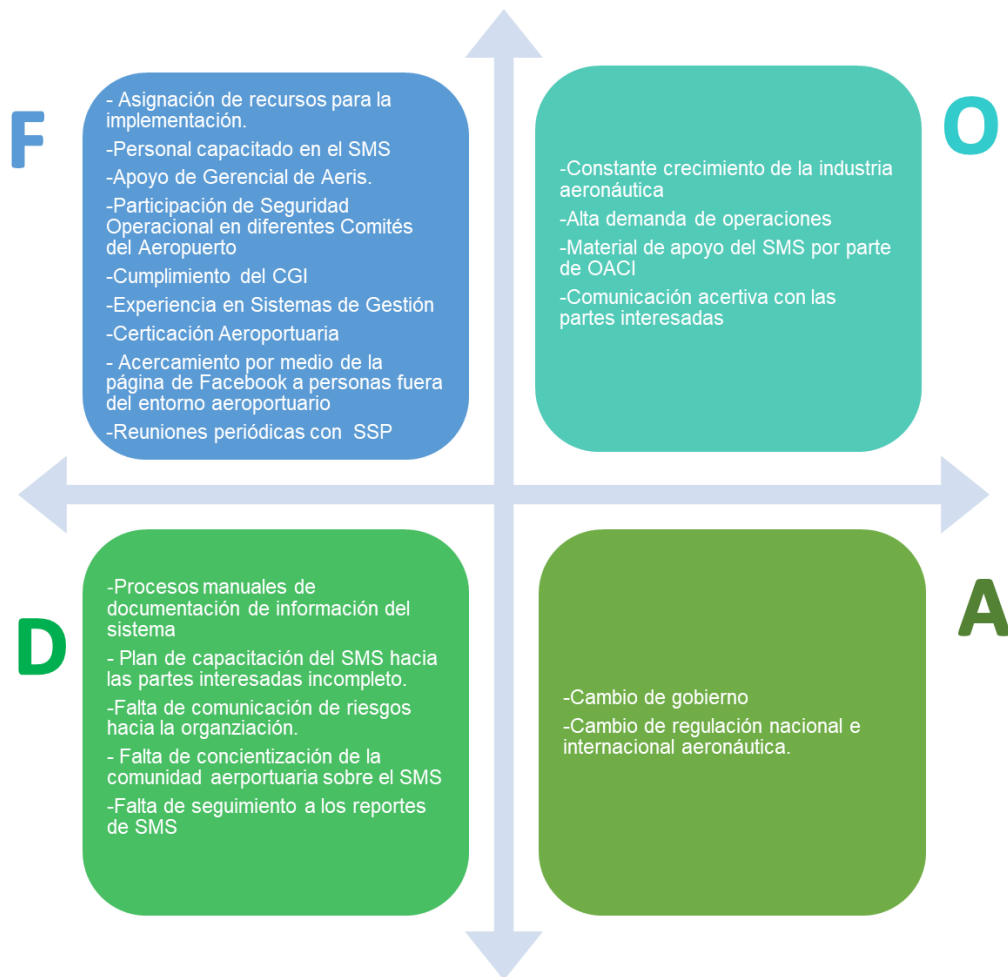 F
- Asignación de recursos para la
implementación.
-Personal capacitado en el SMS
-Apoyo de Gerencial de Aeris.
-Participación de Seguridad
Operacional en diferentes Comités
del Aeropuerto
-Cumplimiento del CGI
-Experiencia en Sistemas de Gestión
-Certicación Aeroportuaria
- Acercamiento por medio de la
página de Facebook a personas fuera
del entorno aeroportuario
-Reuniones periódicas con SSP
O
-Constante crecimiento de la industria
aeronáutica
-Alta demanda de operaciones
-Material de apoyo del SMS por parte
de OACI
-Comunicación acertiva con las
partes interesadas
D
-Procesos manuales de
documentación de información del
sistema
- Plan de capacitación del SMS hacia
las partes interesadas incompleto.
-Falta de comunicación de riesgos
hacia la organziación.
- Falta de concientización de la
comunidad aerportuaria sobre el SMS
-Falta de seguimiento a los reportes
de SMS
A
-Cambio de gobierno
-Cambio de regulación nacional e
internacional aeronáutica.